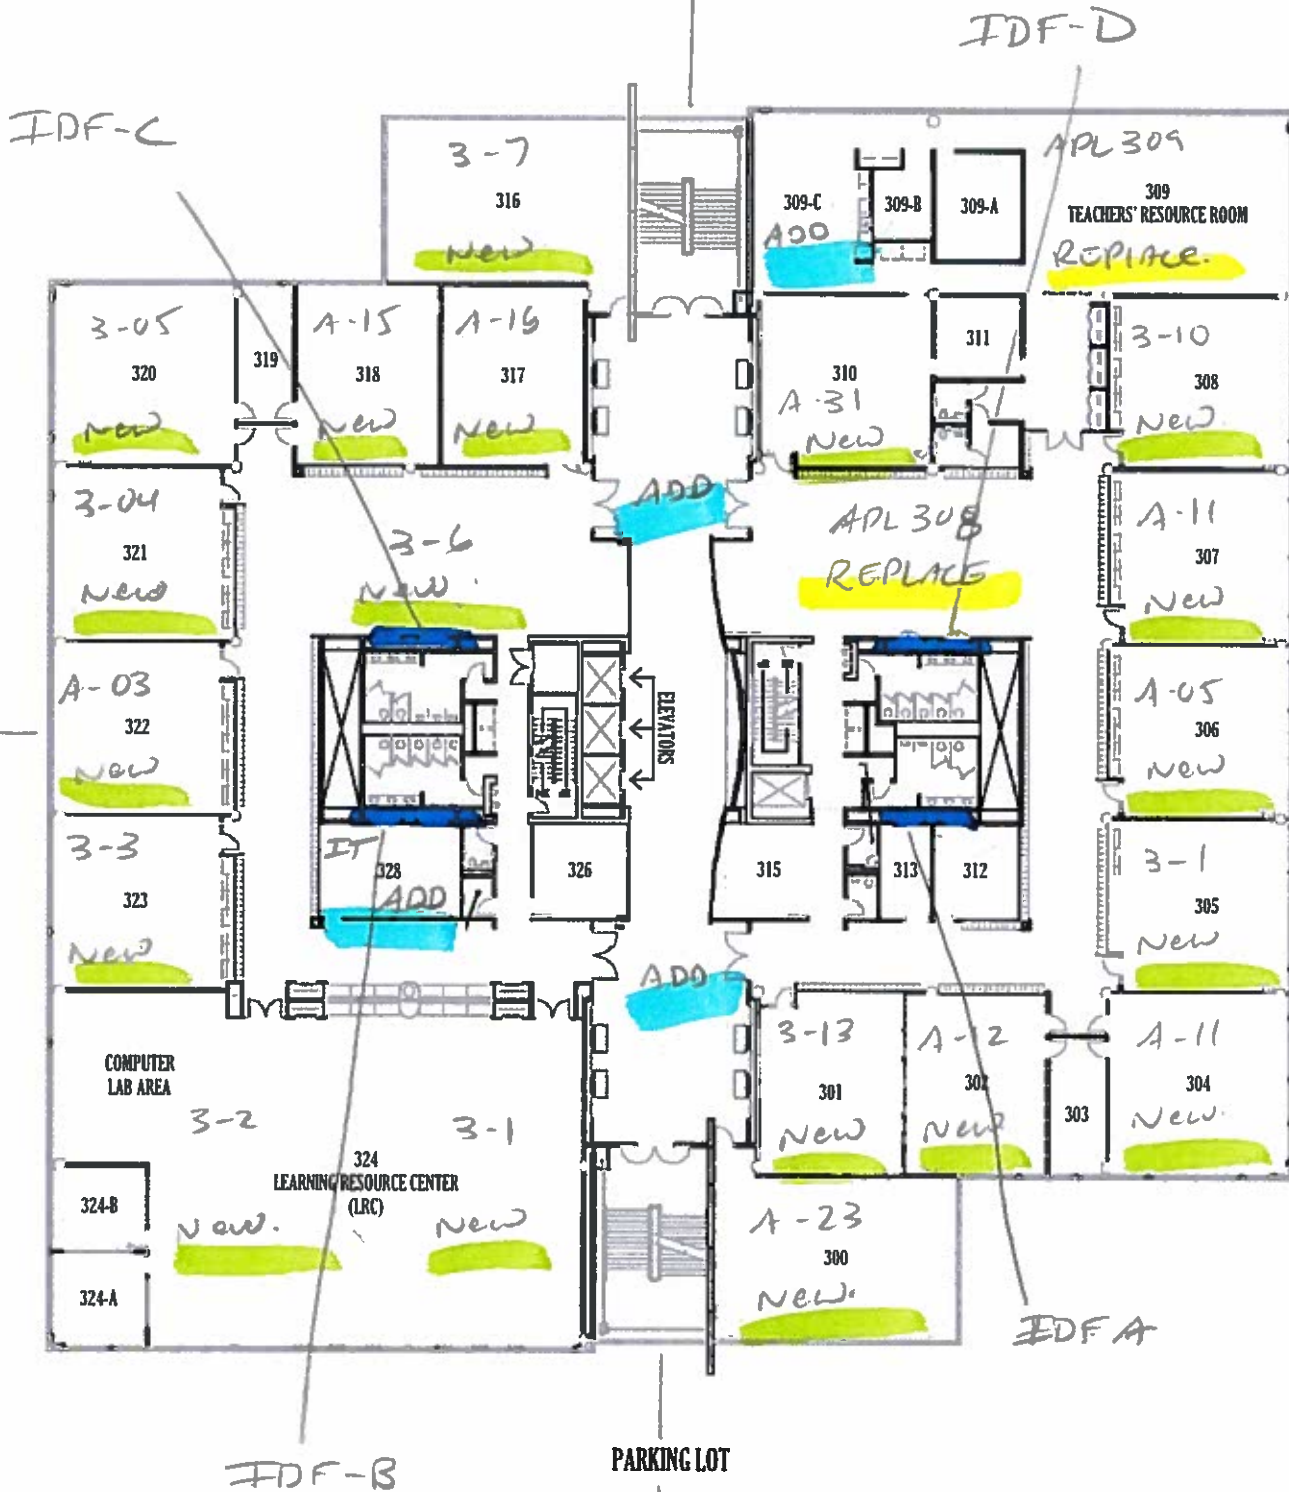 IDF-D
IDF-C
3-7
316
New
309-C
ADD
309-B
309-A
APL 309
309
TEACHERS' RESOURCE ROOM
REPLACE.
3-05
320
New
319
A-15
318
New
A-16
317
New
310
A-31
New
311
3-10
308
New
3-04
321
New
3-6
New.
ADD
APL 308
REPLACE
A-11
307
New
A-03
322
New
ELEVATORS
A-05
306
New
3-3
323
New
IT
328
ADD
326
315
313
312
3-1
305
New
ADD
COMPUTER
LAB AREA
3-2
3-1
324
LEARNING RESOURCE CENTER
(LRC)
New.
New
324-B
324-A
3-13
301
New
A-12
302
New
303
A-11
304
New.
A-23
300
New.
IDF A
IDF-B
PARKING LOT